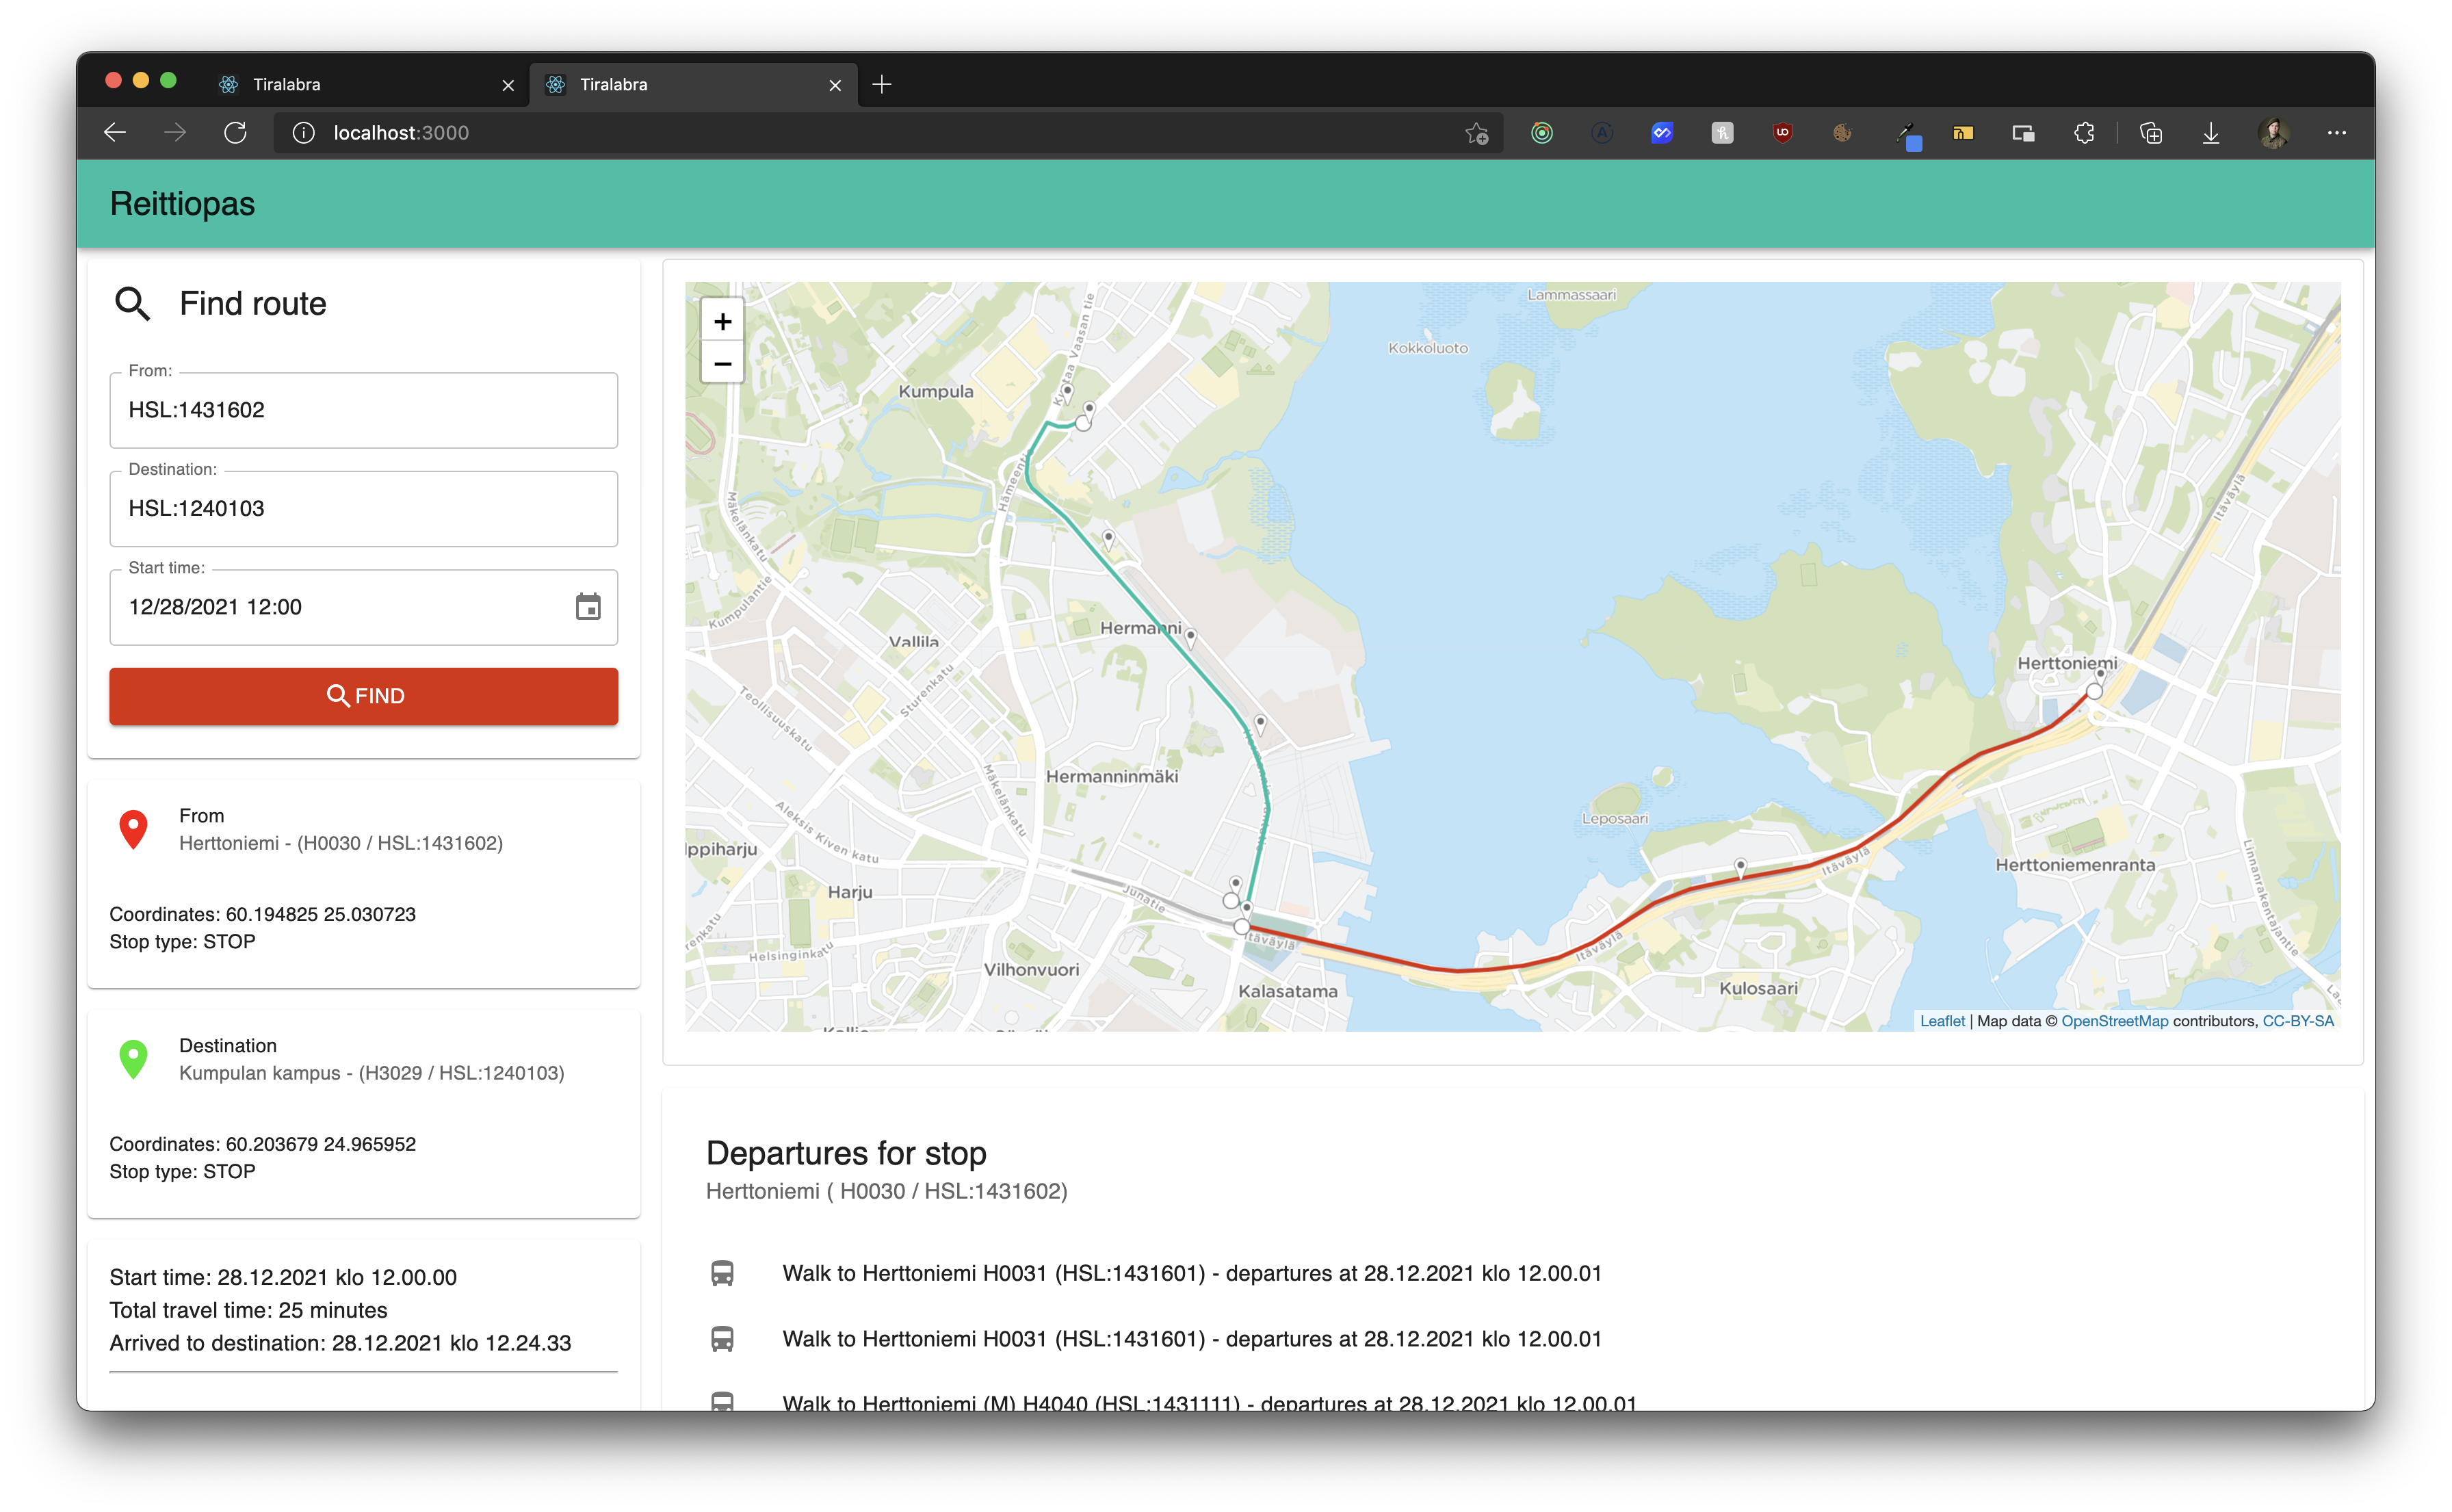 Tiralabra
Tiralabra
localhost:3000
Reittiopas
Find route
From:
HSL:1431602
Destination:
HSL:1240103
Start time:
12/28/2021 12:00
FIND
From
Herttoniemi - (H0030 / HSL:1431602)
Coordinates: 60.194825 25.030723
Stop type: STOP
Destination
Kumpulan kampus - (H3029 / HSL:1240103)
Coordinates: 60.203679 24.965952
Stop type: STOP
Start time: 28.12.2021 klo 12.00.00
Total travel time: 25 minutes
Arrived to destination: 28.12.2021 klo 12.24.33
+
−
Lammassaari
Kokkoluoto
Kumpula
Vaasan tie
Hämeentie
Mäkelänkatu
Kumpulantie
Hermanni
Vallila
Sturenkatu
Teollisuuskatu
Itäväylä
Herttoniemi
Hermanninmäki
Mäkelänkatu
Aleksis Kiven katu
Leposaari
ppiharju
Harju
Junatie
Itäväylä
Herttoniemenranta
Linnanrakentajantie
renkatu
Helsinginkat
Vilhonvuori
Itäväylä
Itäväylä
Kalasatama
Kulosaari
Leaflet | Map data © OpenStreetMap contributors, CC-BY-SA
Departures for stop
Herttoniemi ( H0030 / HSL:1431602)
Walk to Herttoniemi H0031 (HSL:1431601) - departures at 28.12.2021 klo 12.00.01
Walk to Herttoniemi H0031 (HSL:1431601) - departures at 28.12.2021 klo 12.00.01
Walk to Herttoniemi (M) H4040 (HSL:1431111) - departures at 28.12.2021 klo 12.00.01